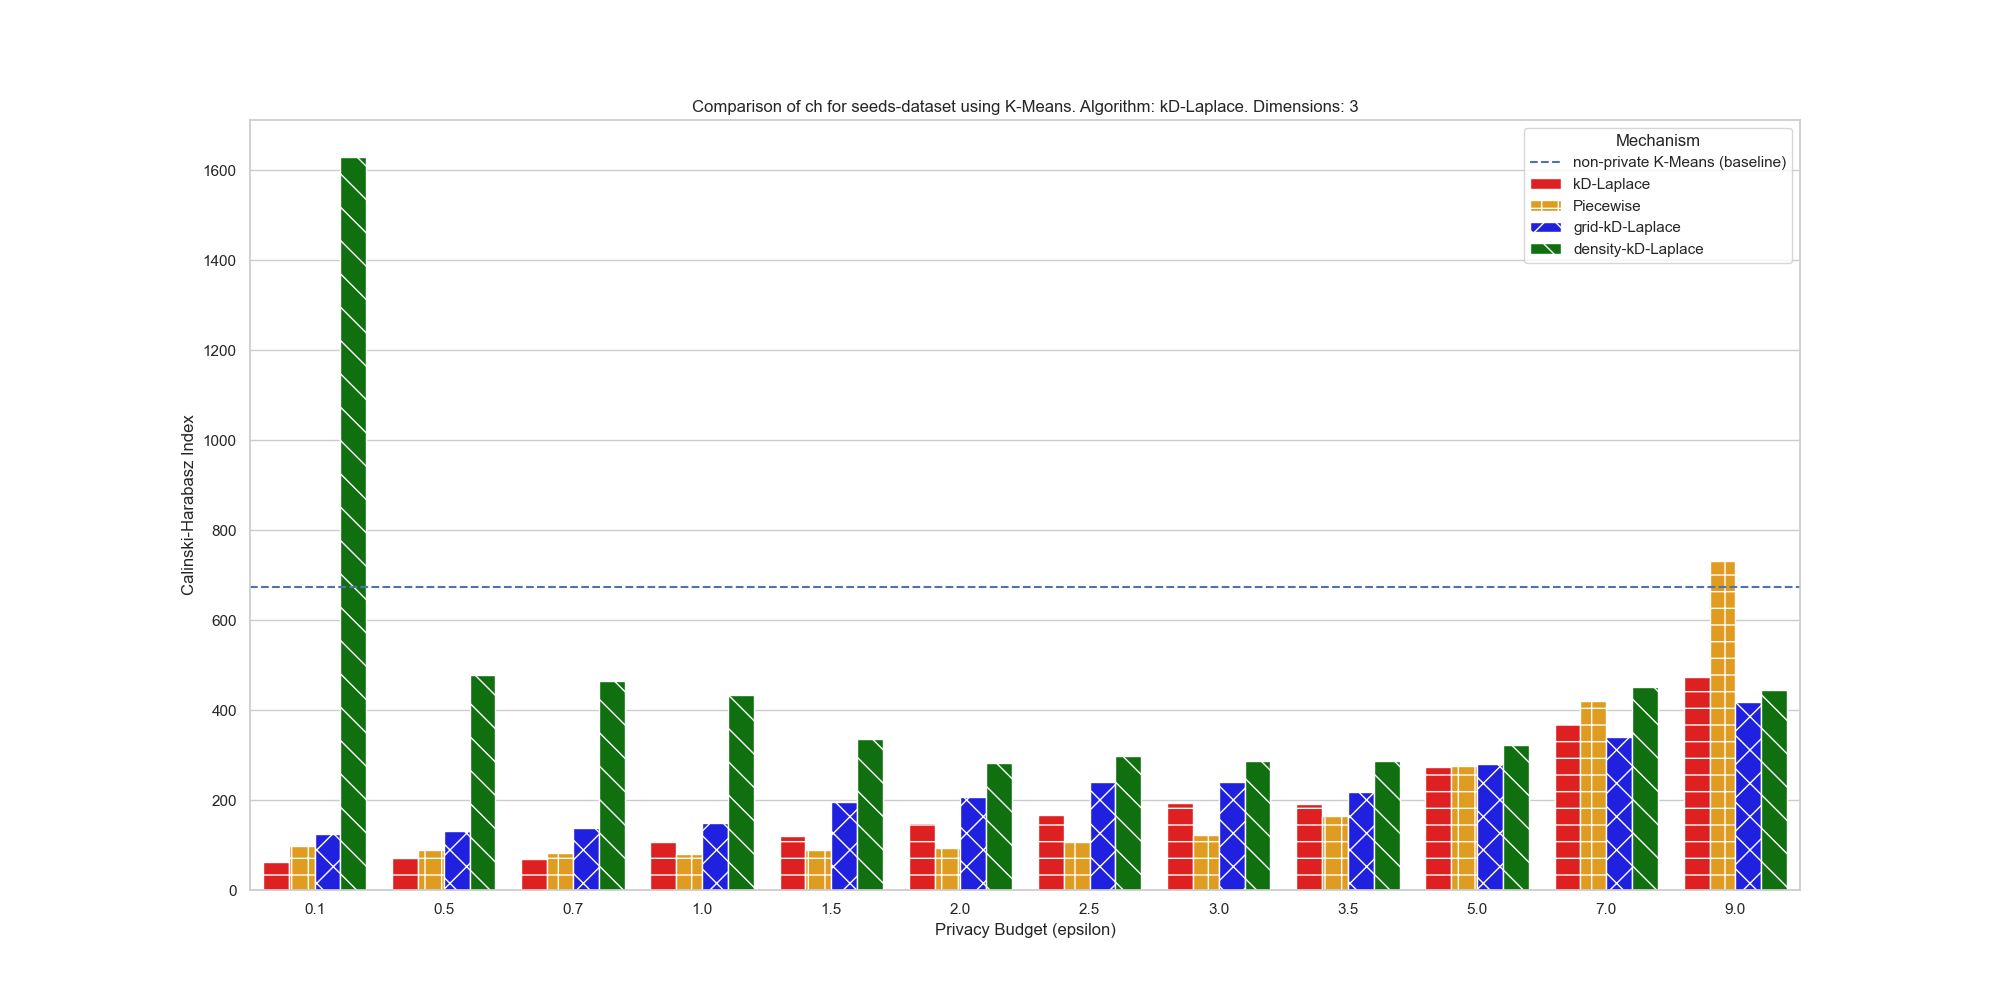 Comparison of ch for seeds-dataset using K-Means. Algorithm: kD-Laplace. Dimensions: 3
Mechanism
non-private K-Means (baseline)
kD-Laplace
Piecewise
grid-kD-Laplace
density-kD-Laplace
Calinski-Harabasz Index
1600
1400
1200
1000
800
600
400
200
0
0.1 0.5 0.7 1.0 1.5 2.0 2.5 3.0 3.5 5.0 7.0 9.0
Privacy Budget (epsilon)